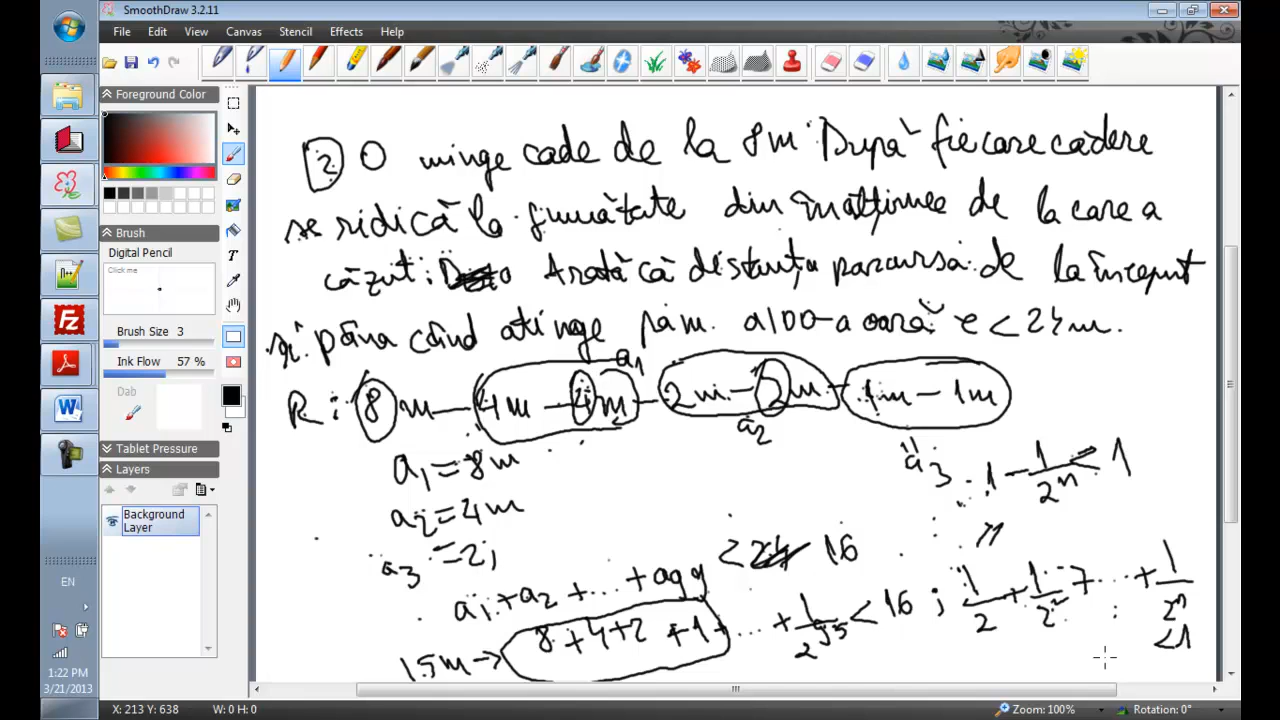 SmoothDraw 3.2.11
File Edit View Canvas Stencil Effects Help
Foreground Color
Brush
Digital Pencil
Click me
Brush Size 3
Ink Flow 57 %
Dab
Tablet Pressure
Layers
Background Layer
EN
1:22 PM
3/21/2013
X: 213 Y: 638 W: 0 H: 0 Zoom: 100% Rotation: 0°
2 O minge cade de la 8m După fiecare cădere
se ridică la jumătate din înălțimea de la care a
căzut. Arată că distanța parcursă de la început
și până când atinge păm. a 100-a oară e < 24m.
R: 8m - 4m - 4m - 2m - 2m - 1m - 1m
a1 a2 a3
a1 = 8m
a2 = 4m
a3 = 2;
1 - 1/2^n < 1
a1 + a2 + ... + a99 < 16
8 + 4 + 2 + 1 + ... + 1/2^95 < 16; 1/2 + 1/2^2 + ... + 1/2^n < 1
15m →